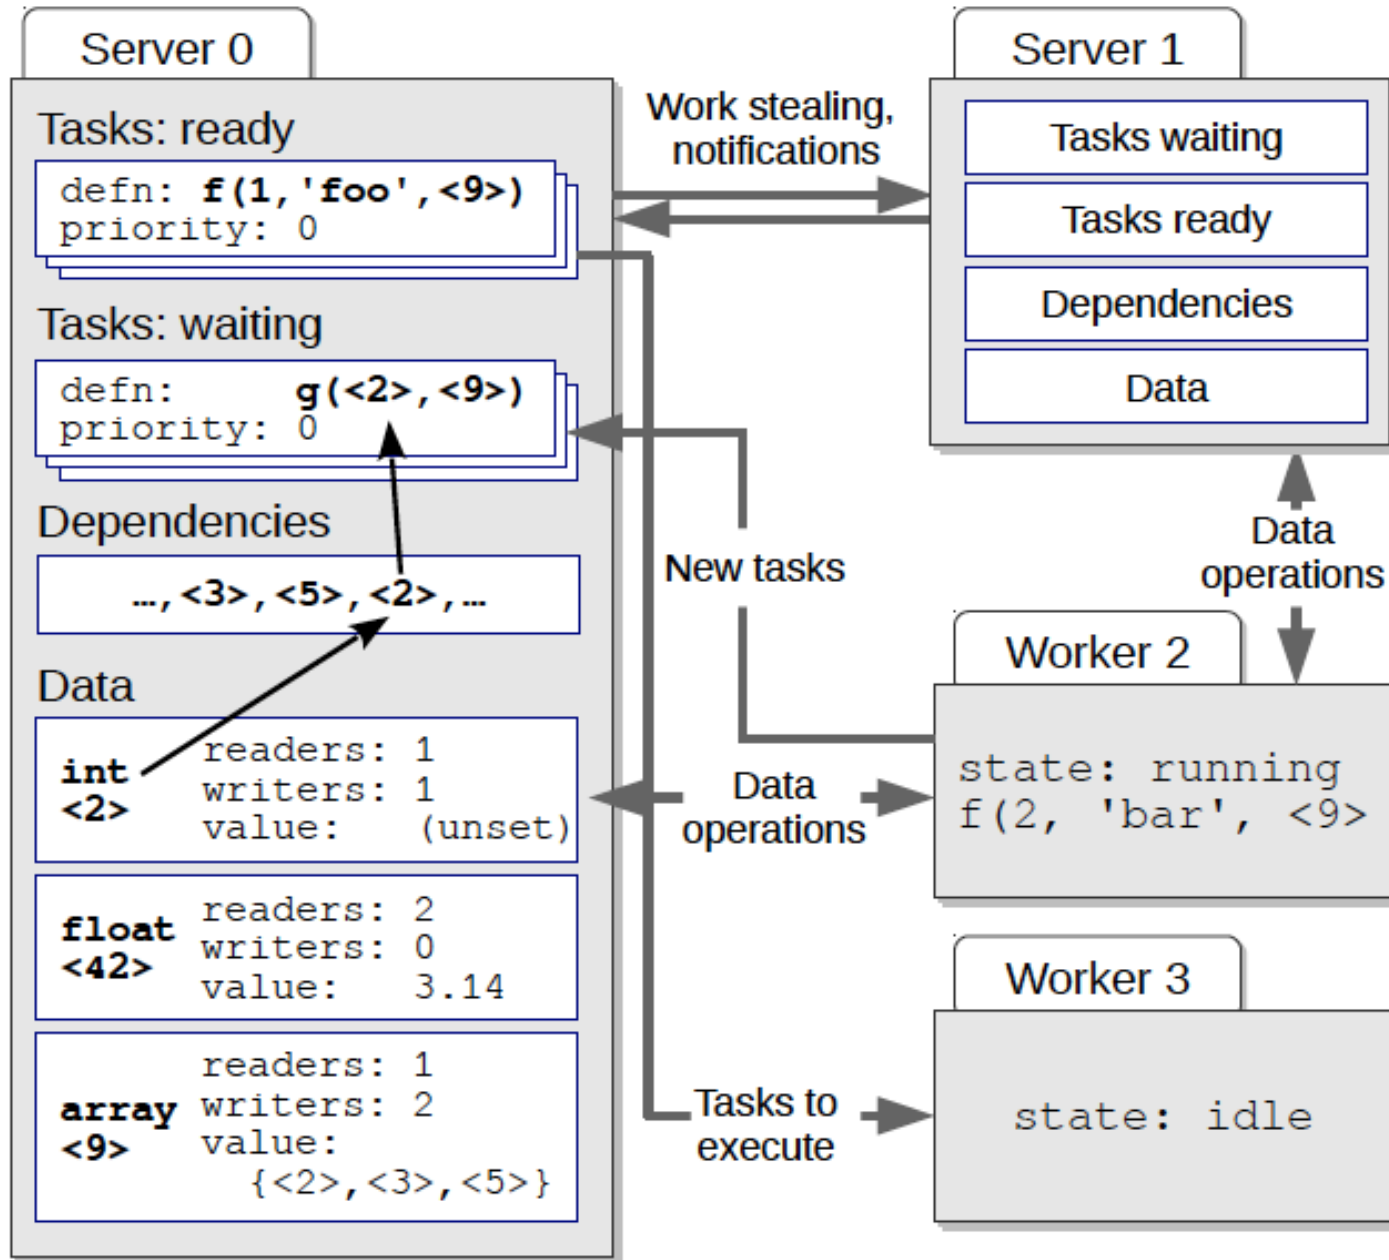 Server 0
Tasks: ready
defn: f(1,'foo',<9>)
priority: 0
Tasks: waiting
defn: g(<2>,<9>)
priority: 0
Dependencies
…,<3>,<5>,<2>,…
Data
int
<2>
readers: 1
writers: 1
value: (unset)
float
<42>
readers: 2
writers: 0
value: 3.14
array
<9>
readers: 1
writers: 2
value:
{<2>,<3>,<5>}
Work stealing,
notifications
New tasks
Data
operations
Tasks to
execute
Server 1
Tasks waiting
Tasks ready
Dependencies
Data
Data
operations
Worker 2
state: running
f(2, 'bar', <9>
Worker 3
state: idle